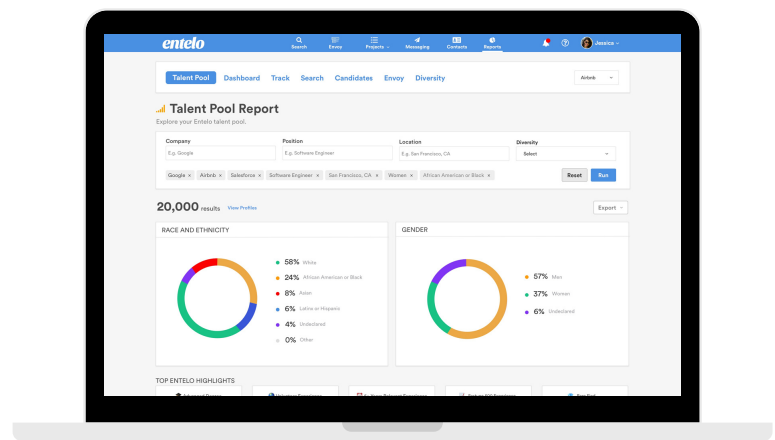 entelo
Search Envoy Projects Messaging Contacts Reports Jessica
Talent Pool Dashboard Track Search Candidates Envoy Diversity Airbnb
Talent Pool Report
Explore your Entelo talent pool.
Company Position Location Diversity
E.g. Google E.g. Software Engineer E.g. San Francisco, CA Select
Google × Airbnb × Salesforce × Software Engineer × San Francisco, CA × Women × African American or Black × Reset Run
20,000 results View Profiles Export
RACE AND ETHNICITY
58% White
24% African American or Black
8% Asian
6% Latinx or Hispanic
4% Undeclared
0% Other
GENDER
57% Men
37% Women
6% Undeclared
TOP ENTELO HIGHLIGHTS